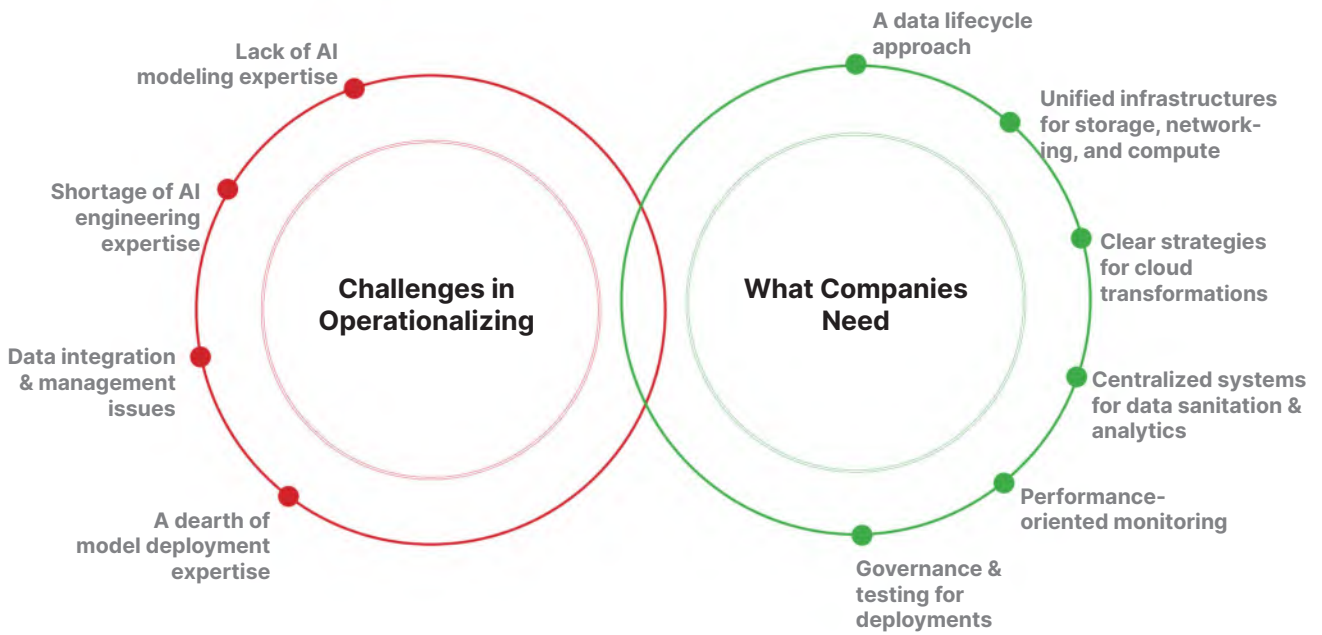 Lack of AI
modeling expertise
Shortage of AI
engineering
expertise
Data integration
& management
issues
A dearth of
model deployment
expertise
Challenges in
Operationalizing
What Companies
Need
A data lifecycle
approach
Unified infrastructures
for storage, network-
ing, and compute
Clear strategies
for cloud
transformations
Centralized systems
for data sanitation &
analytics
Performance-
oriented monitoring
Governance &
testing for
deployments